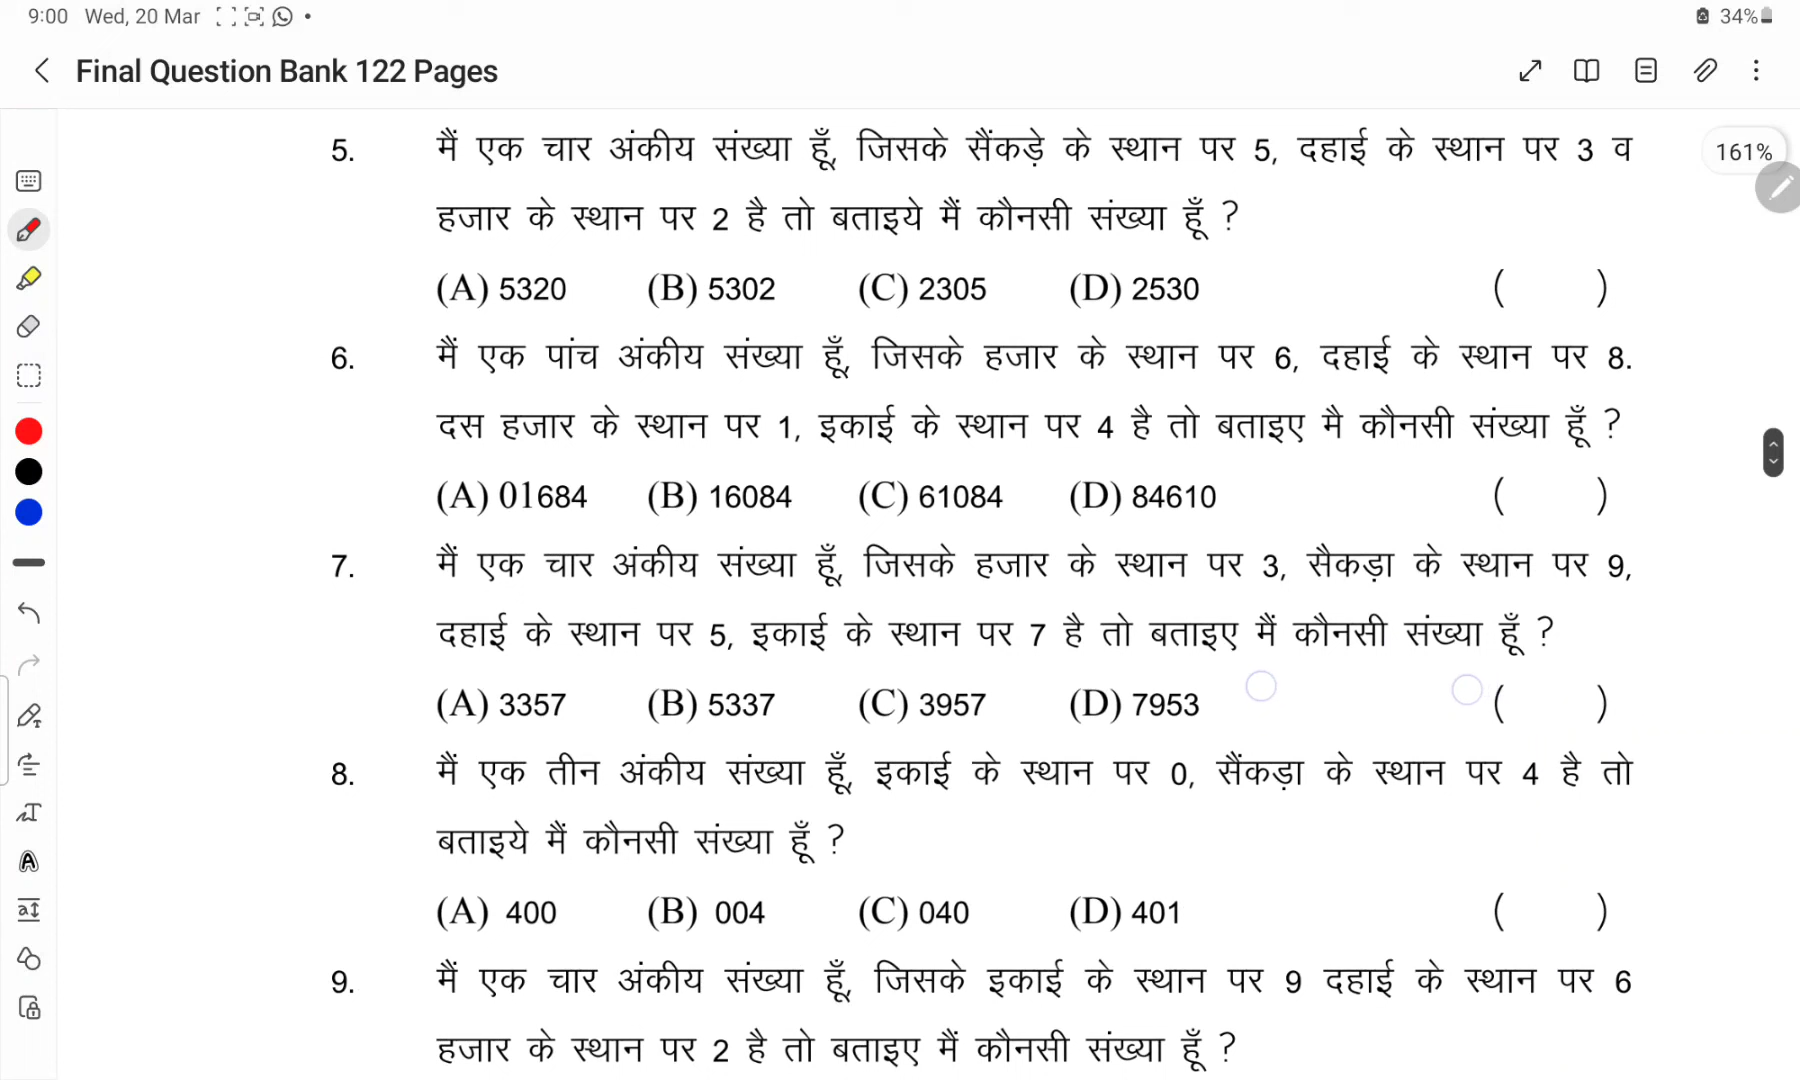 9:00 Wed, 20 Mar
34%
Final Question Bank 122 Pages
161%
5. मैं एक चार अंकीय संख्या हूँ, जिसके सैंकड़े के स्थान पर 5, दहाई के स्थान पर 3 व
हजार के स्थान पर 2 है तो बताइये मैं कौनसी संख्या हूँ ?
(A) 5320 (B) 5302 (C) 2305 (D) 2530 ( )
6. मैं एक पांच अंकीय संख्या हूँ, जिसके हजार के स्थान पर 6, दहाई के स्थान पर 8.
दस हजार के स्थान पर 1, इकाई के स्थान पर 4 है तो बताइए मै कौनसी संख्या हूँ ?
(A) 01684 (B) 16084 (C) 61084 (D) 84610 ( )
7. मैं एक चार अंकीय संख्या हूँ, जिसके हजार के स्थान पर 3, सैकड़ा के स्थान पर 9,
दहाई के स्थान पर 5, इकाई के स्थान पर 7 है तो बताइए मैं कौनसी संख्या हूँ ?
(A) 3357 (B) 5337 (C) 3957 (D) 7953 ( )
8. मैं एक तीन अंकीय संख्या हूँ, इकाई के स्थान पर 0, सैंकड़ा के स्थान पर 4 है तो
बताइये मैं कौनसी संख्या हूँ ?
(A) 400 (B) 004 (C) 040 (D) 401 ( )
9. मैं एक चार अंकीय संख्या हूँ, जिसके इकाई के स्थान पर 9 दहाई के स्थान पर 6
हजार के स्थान पर 2 है तो बताइए मैं कौनसी संख्या हूँ ?